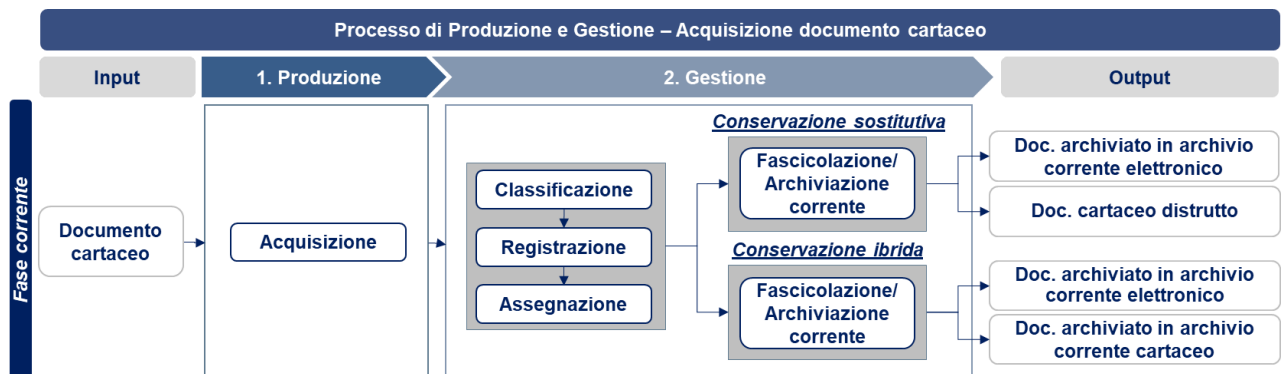 Processo di Produzione e Gestione – Acquisizione documento cartaceo
Input
1. Produzione
2. Gestione
Output
Fase corrente
Documento
cartaceo
Acquisizione
Classificazione
Registrazione
Assegnazione
Conservazione sostitutiva
Fascicolazione/
Archiviazione
corrente
Conservazione ibrida
Fascicolazione/
Archiviazione
corrente
Doc. archiviato in archivio
corrente elettronico
Doc. cartaceo distrutto
Doc. archiviato in archivio
corrente elettronico
Doc. archiviato in archivio
corrente cartaceo